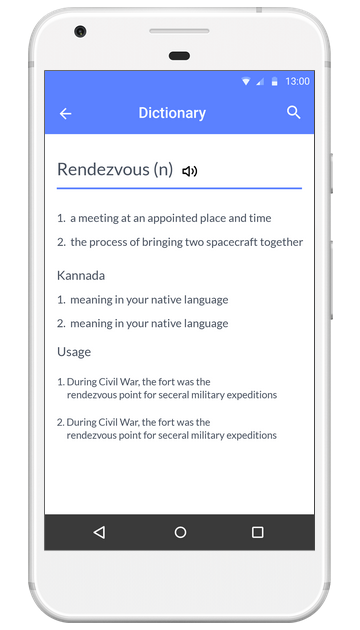 13:00
Dictionary
Rendezvous (n)
1. a meeting at an appointed place and time
2. the process of bringing two spacecraft together
Kannada
1. meaning in your native language
2. meaning in your native language
Usage
1. During Civil War, the fort was the
rendezvous point for seceral military expeditions
2. During Civil War, the fort was the
rendezvous point for seceral military expeditions